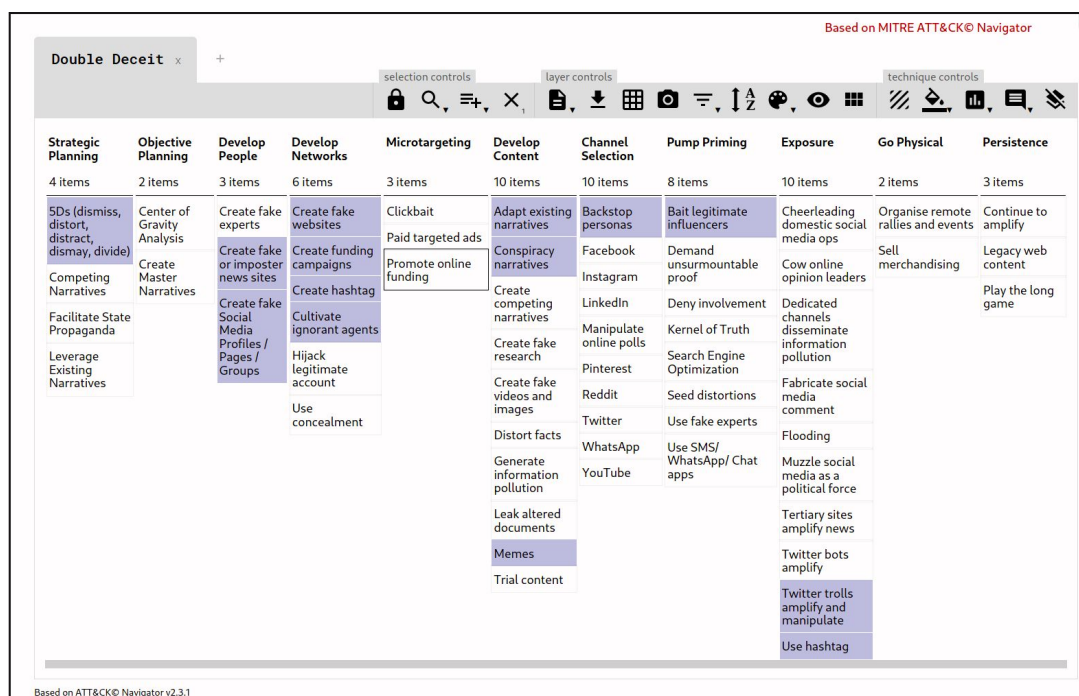 Based on MITRE ATT&CK© Navigator
Double Deceit x +
selection controls
layer controls
technique controls
1
A
Z
Strategic
Planning
4 items
5Ds (dismiss,
distort,
distract,
dismay, divide)
Competing
Narratives
Facilitate State
Propaganda
Leverage
Existing
Narratives
Objective
Planning
2 items
Center of
Gravity
Analysis
Create
Master
Narratives
Develop
People
3 items
Create fake
experts
Create fake
or imposter
news sites
Create fake
Social
Media
Profiles /
Pages /
Groups
Develop
Networks
6 items
Create fake
websites
Create funding
campaigns
Create hashtag
Cultivate
ignorant agents
Hijack
legitimate
account
Use
concealment
Microtargeting
3 items
Clickbait
Paid targeted ads
Promote online
funding
Develop
Content
10 items
Adapt existing
narratives
Conspiracy
narratives
Create
competing
narratives
Create fake
research
Create fake
videos and
images
Distort facts
Generate
information
pollution
Leak altered
documents
Memes
Trial content
Channel
Selection
10 items
Backstop
personas
Facebook
Instagram
LinkedIn
Manipulate
online polls
Pinterest
Reddit
Twitter
WhatsApp
YouTube
Pump Priming
8 items
Bait legitimate
influencers
Demand
unsurmountable
proof
Deny involvement
Kernel of Truth
Search Engine
Optimization
Seed distortions
Use fake experts
Use SMS/
WhatsApp/ Chat
apps
Exposure
10 items
Cheerleading
domestic social
media ops
Cow online
opinion leaders
Dedicated
channels
disseminate
information
pollution
Fabricate social
media
comment
Flooding
Muzzle social
media as a
political force
Tertiary sites
amplify news
Twitter bots
amplify
Twitter trolls
amplify and
manipulate
Use hashtag
Go Physical
2 items
Organise remote
rallies and events
Sell
merchandising
Persistence
3 items
Continue to
amplify
Legacy web
content
Play the long
game
Based on ATT&CK© Navigator v2.3.1